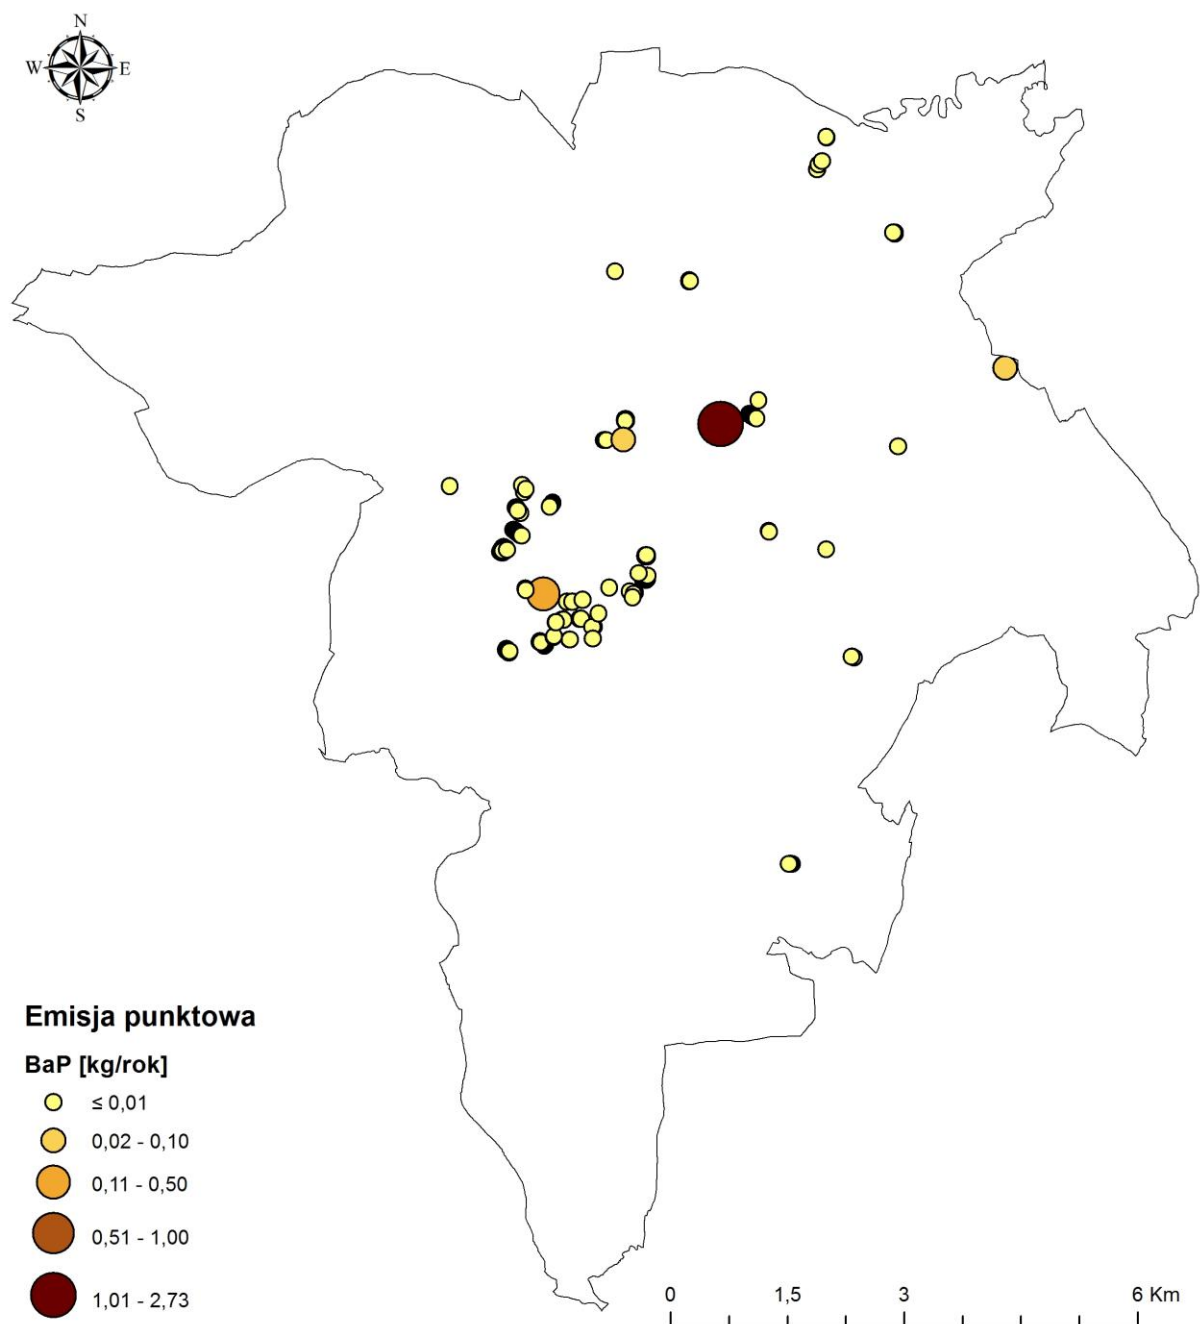 N
W E
S
Emisja punktowa
BaP [kg/rok]
≤ 0,01
0,02 - 0,10
0,11 - 0,50
0,51 - 1,00
1,01 - 2,73
0 1,5 3 6 Km